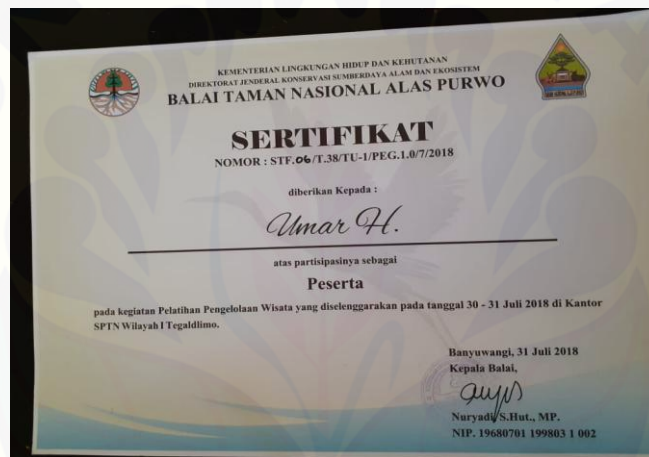 KEMENTERIAN LINGKUNGAN HIDUP DAN KEHUTANAN
DIREKTORAT JENDERAL KONSERVASI SUMBERDAYA ALAM DAN EKOSISTEM
BALAI TAMAN NASIONAL ALAS PURWO
SERTIFIKAT
NOMOR : STF.06/T.38/TU-1/PEG.1.0/7/2018
diberikan Kepada :
Umar H.
atas partisipasinya sebagai
Peserta
pada kegiatan Pelatihan Pengelolaan Wisata yang diselenggarakan pada tanggal 30 - 31 Juli 2018 di Kantor
SPTN Wilayah I Tegaldlimo.
Banyuwangi, 31 Juli 2018
Kepala Balai,
Nuryadi, S.Hut., MP.
NIP. 19680701 199803 1 002